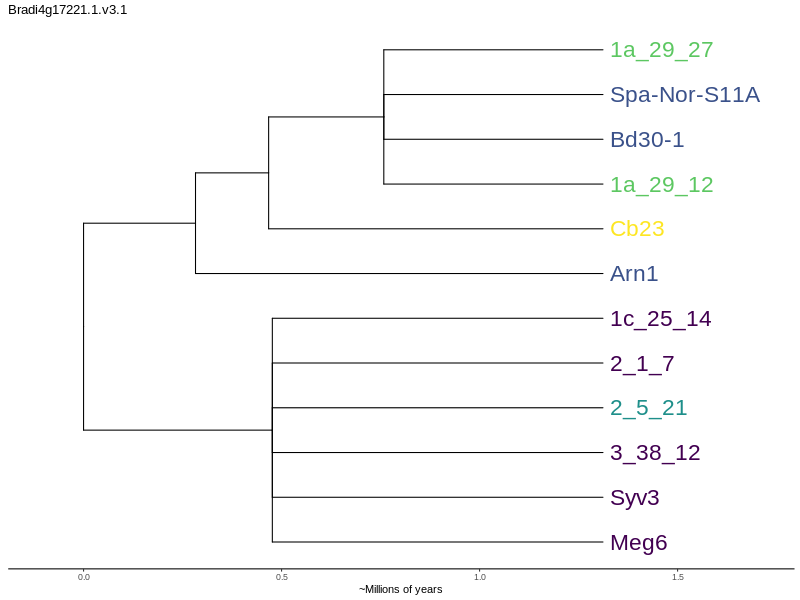 Bradi4g17221.1.v3.1
1a_29_27
Spa-Nor-S11A
Bd30-1
1a_29_12
Cb23
Arn1
1c_25_14
2_1_7
2_5_21
3_38_12
Syv3
Meg6
0.0 0.5 1.0 1.5
~Millions of years